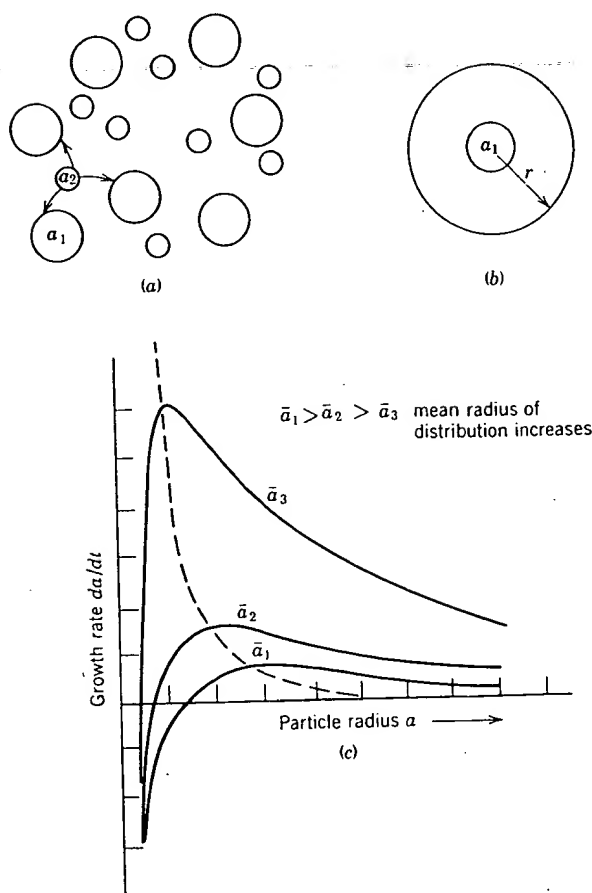 a₂
a₁
(a)
a₁
r
(b)
ā₁ > ā₂ > ā₃ mean radius of
distribution increases
ā₃
ā₂
ā₁
Growth rate da/dt
Particle radius a
(c)